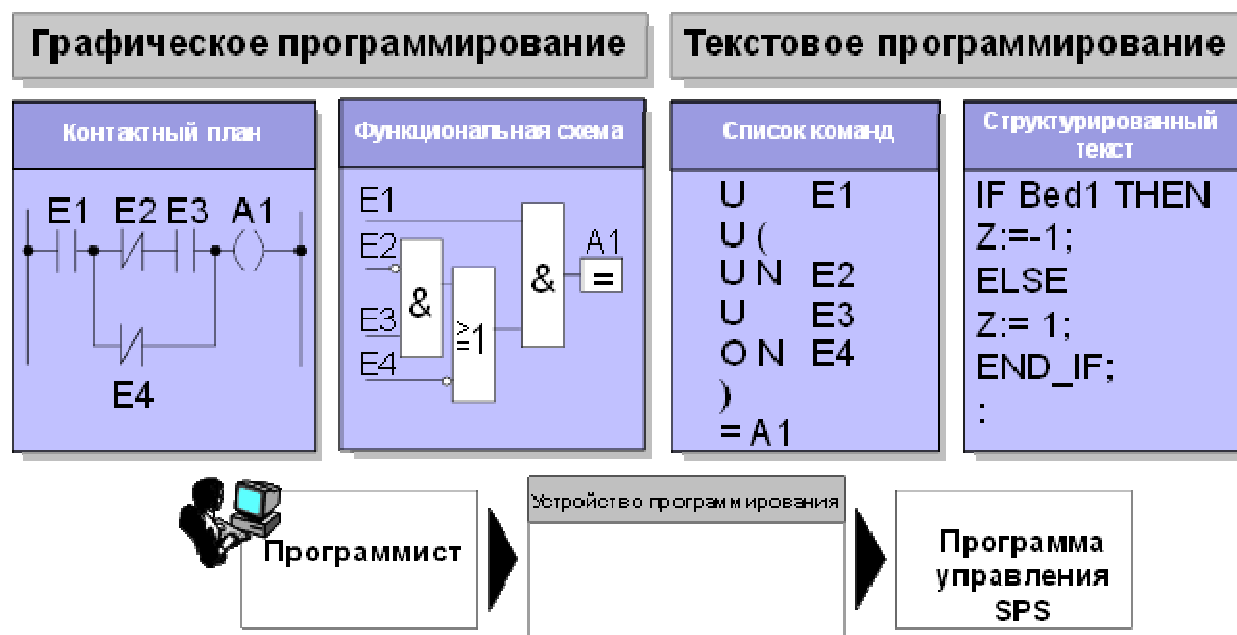 Графическое программирование
Текстовое программирование
Контактный план
E1 E2 E3 A1
E4
Функциональная схема
E1
E2
E3
E4
&
≥1
&
A1
=
Список команд
U E1
U (
U N E2
U E3
O N E4
)
= A1
Структурированный
текст
IF Bed1 THEN
Z:=-1;
ELSE
Z:= 1;
END_IF;
:
Программист
Устройство программирования
Программа
управления
SPS